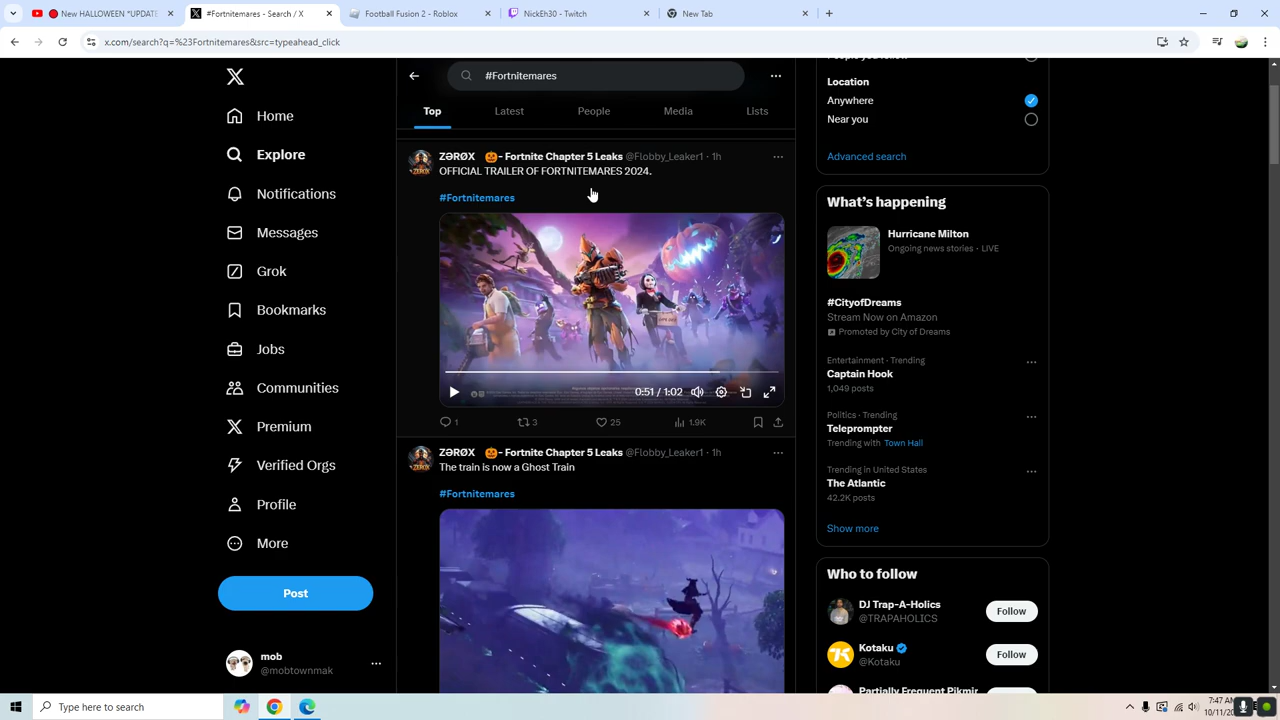 New HALLOWEEN *UPDATE
#Fortnitemares - Search / X
Football Fusion 2 - Roblox
NickEh30 - Twitch
New Tab
x.com/search?q=%23Fortnitemares&src=typeahead_click
Home
Explore
Notifications
Messages
Grok
Bookmarks
Jobs
Communities
Premium
Verified Orgs
Profile
More
Post
mob
@mobtownmak
#Fortnitemares
Top
Latest
People
Media
Lists
ZƏRØX 🎃- Fortnite Chapter 5 Leaks @Flobby_Leaker1 · 1h
OFFICIAL TRAILER OF FORTNITEMARES 2024.
#Fortnitemares
0:51 / 1:02
1
3
25
1.9K
ZƏRØX 🎃- Fortnite Chapter 5 Leaks @Flobby_Leaker1 · 1h
The train is now a Ghost Train
#Fortnitemares
Location
Anywhere
Near you
Advanced search
What's happening
Hurricane Milton
Ongoing news stories · LIVE
#CityofDreams
Stream Now on Amazon
Promoted by City of Dreams
Entertainment · Trending
Captain Hook
1,049 posts
Politics · Trending
Teleprompter
Trending with Town Hall
Trending in United States
The Atlantic
42.2K posts
Show more
Who to follow
DJ Trap-A-Holics
@TRAPAHOLICS
Follow
Kotaku
@Kotaku
Follow
Partially Frequent Pikmir
Type here to search
7:47 AM